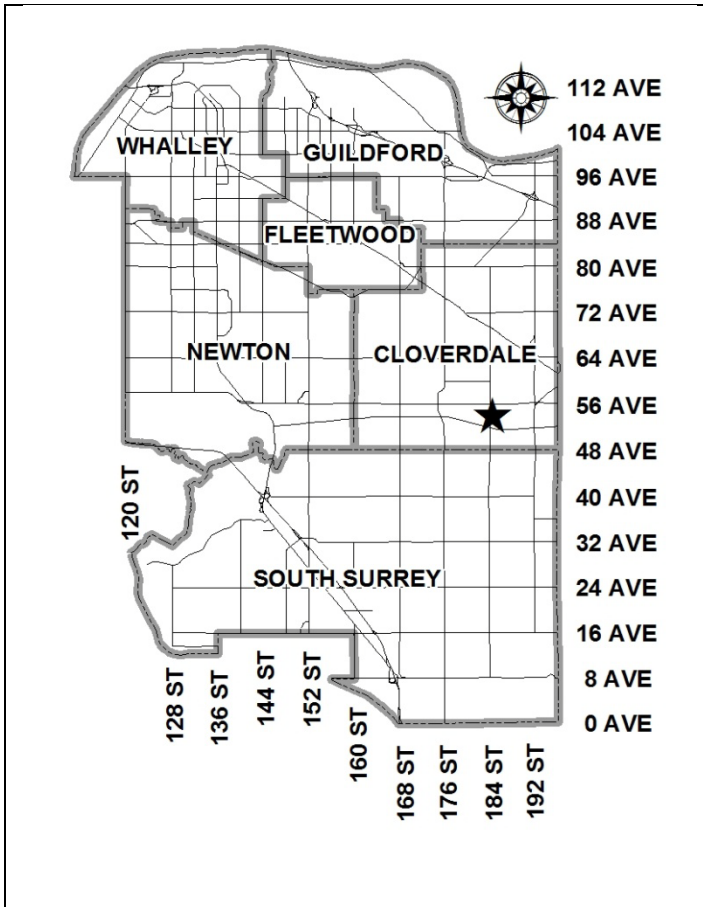 112 AVE
104 AVE
WHALLEY
GUILDFORD
96 AVE
88 AVE
FLEETWOOD
80 AVE
72 AVE
NEWTON
CLOVERDALE
64 AVE
56 AVE
48 AVE
120 ST
40 AVE
32 AVE
SOUTH SURREY
24 AVE
16 AVE
128 ST
136 ST
144 ST
152 ST
160 ST
168 ST
176 ST
184 ST
192 ST
8 AVE
0 AVE